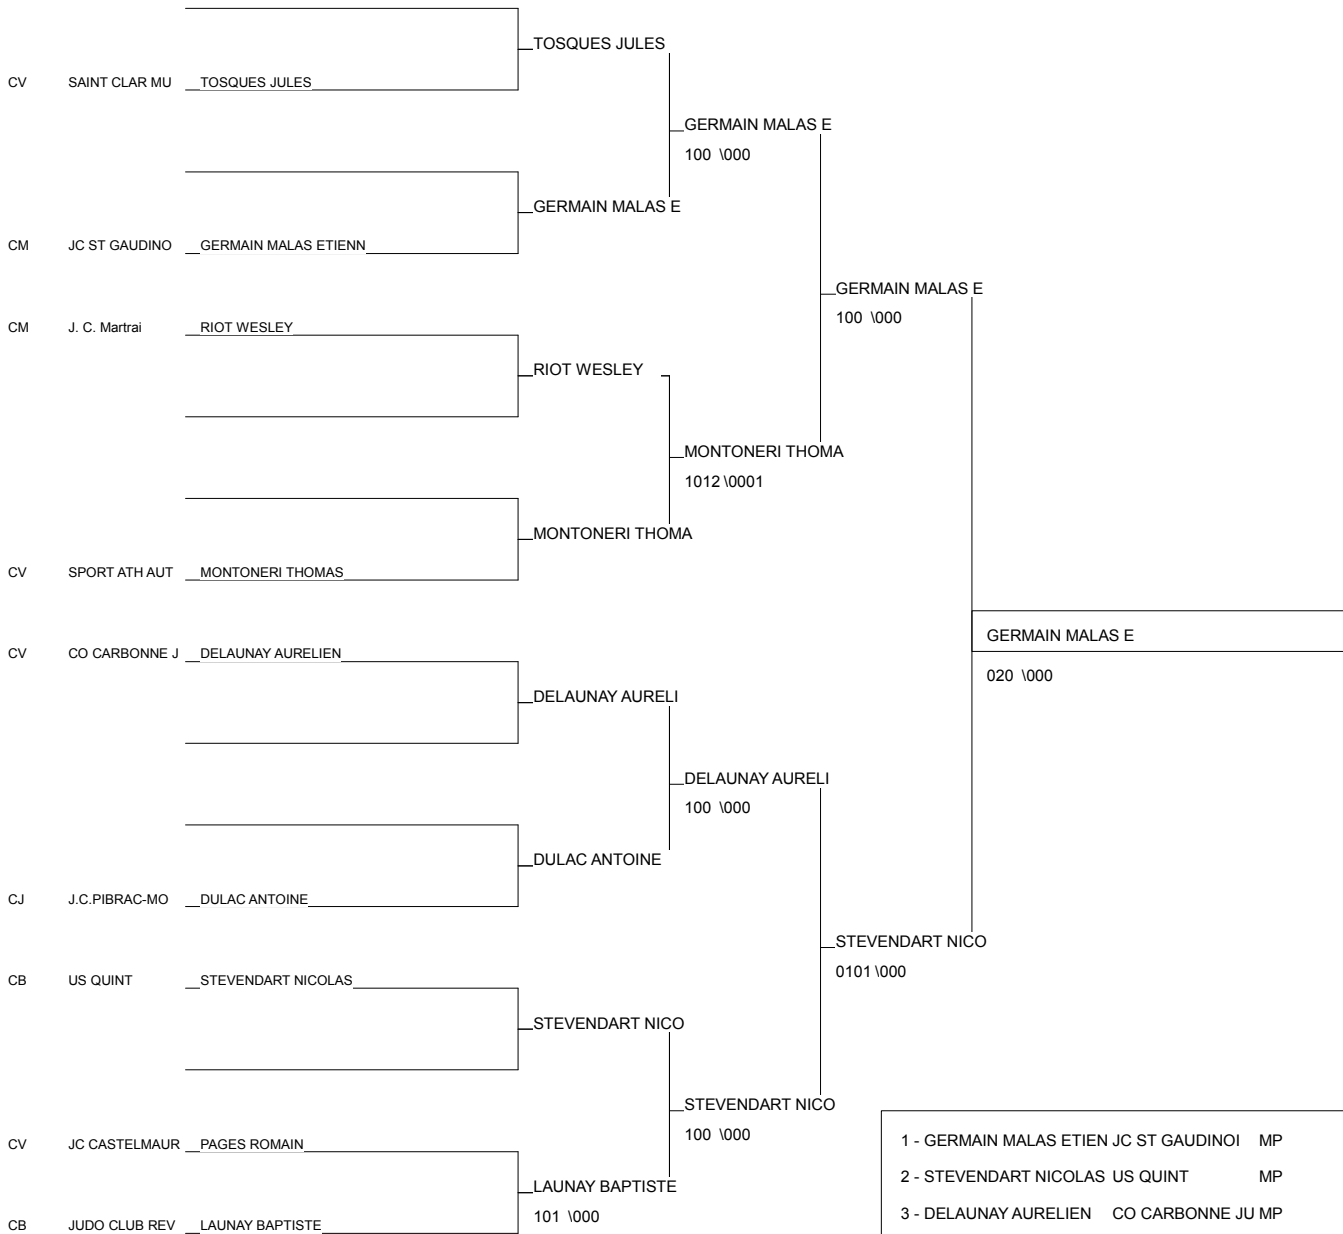 TOSQUES JULES
CV SAINT CLAR MU TOSQUES JULES
GERMAIN MALAS E
100 \000
GERMAIN MALAS E
CM JC ST GAUDINO GERMAIN MALAS ETIENN
GERMAIN MALAS E
100 \000
CM J. C. Martrai RIOT WESLEY
RIOT WESLEY
MONTONERI THOMA
1012 \0001
MONTONERI THOMA
CV SPORT ATH AUT MONTONERI THOMAS
GERMAIN MALAS E
020 \000
CV CO CARBONNE J DELAUNAY AURELIEN
DELAUNAY AURELI
DELAUNAY AURELI
100 \000
DULAC ANTOINE
CJ J.C.PIBRAC-MO DULAC ANTOINE
STEVENDART NICO
0101 \000
CB US QUINT STEVENDART NICOLAS
STEVENDART NICO
STEVENDART NICO
100 \000
CV JC CASTELMAUR PAGES ROMAIN
LAUNAY BAPTISTE
101 \000
CB JUDO CLUB REV LAUNAY BAPTISTE
1 - GERMAIN MALAS ETIEN JC ST GAUDINOI MP
2 - STEVENDART NICOLAS US QUINT MP
3 - DELAUNAY AURELIEN CO CARBONNE JU MP